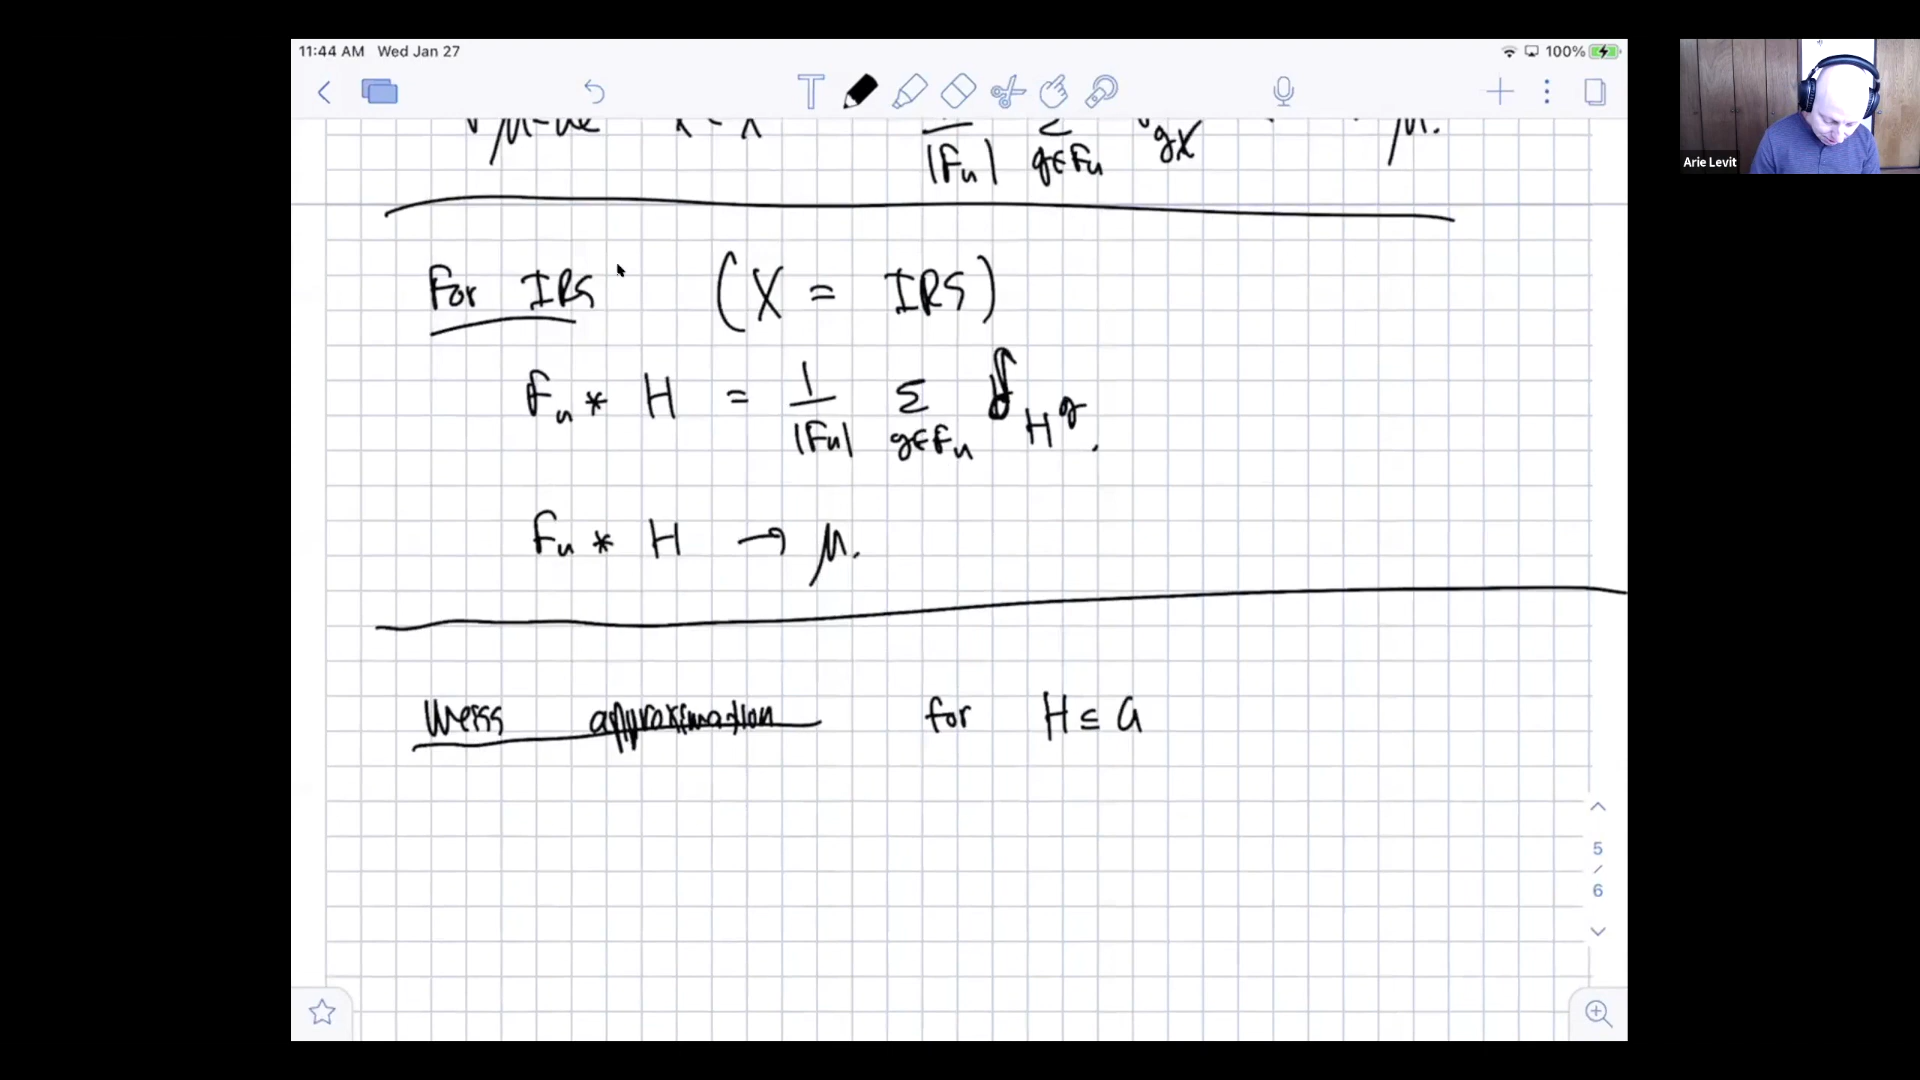 11:44 AM Wed Jan 27
100%
T
|Fn| g∈Fn gx μ.
For IRS (X = IRS)
Fn * H = 1/|Fn| Σ g∈Fn δ H^g.
Fn * H → μ.
Weiss approximation for H ≤ G
5
/
6
Arie Levit